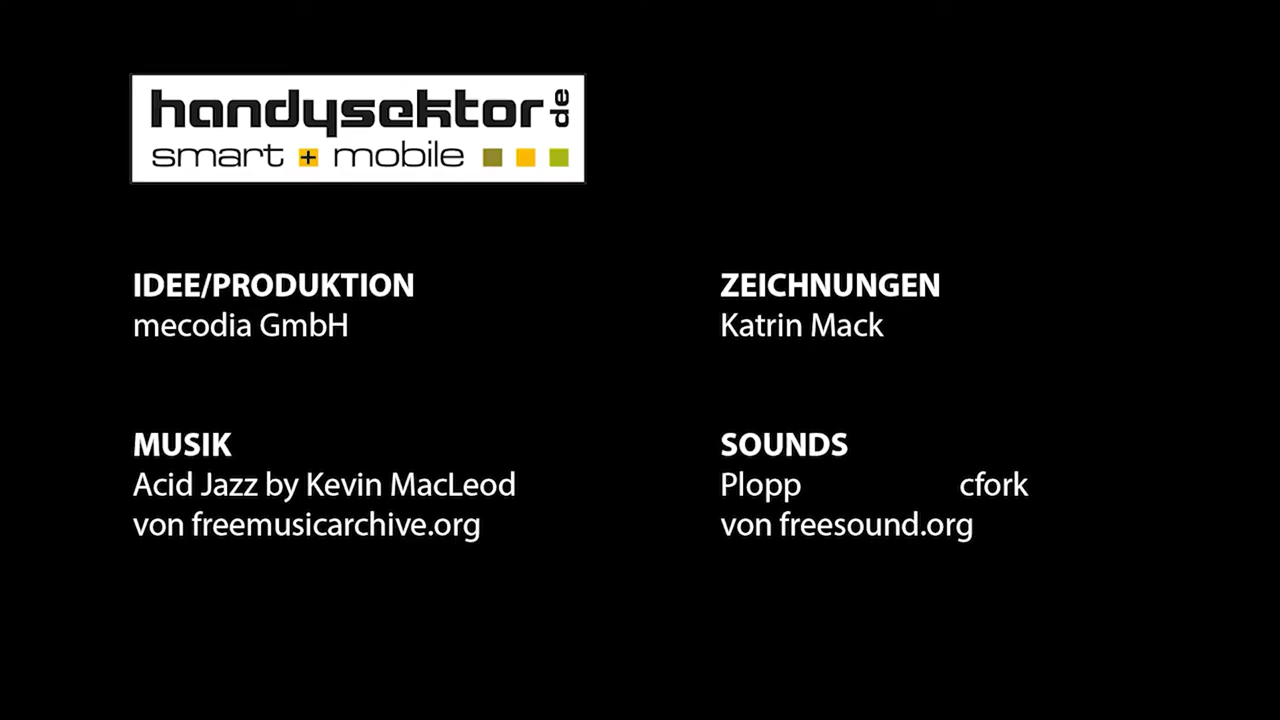 handysektor.de
smart + mobile
IDEE/PRODUKTION
mecodia GmbH
ZEICHNUNGEN
Katrin Mack
MUSIK
Acid Jazz by Kevin MacLeod
von freemusicarchive.org
SOUNDS
Plopp cfork
von freesound.org